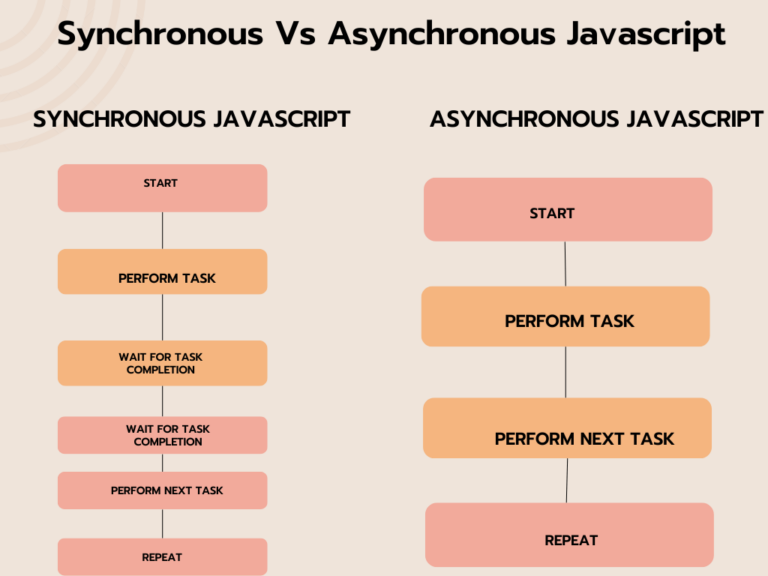 Synchronous Vs Asynchronous Javascript
SYNCHRONOUS JAVASCRIPT
START
PERFORM TASK
WAIT FOR TASK
COMPLETION
WAIT FOR TASK
COMPLETION
PERFORM NEXT TASK
REPEAT
ASYNCHRONOUS JAVASCRIPT
START
PERFORM TASK
PERFORM NEXT TASK
REPEAT